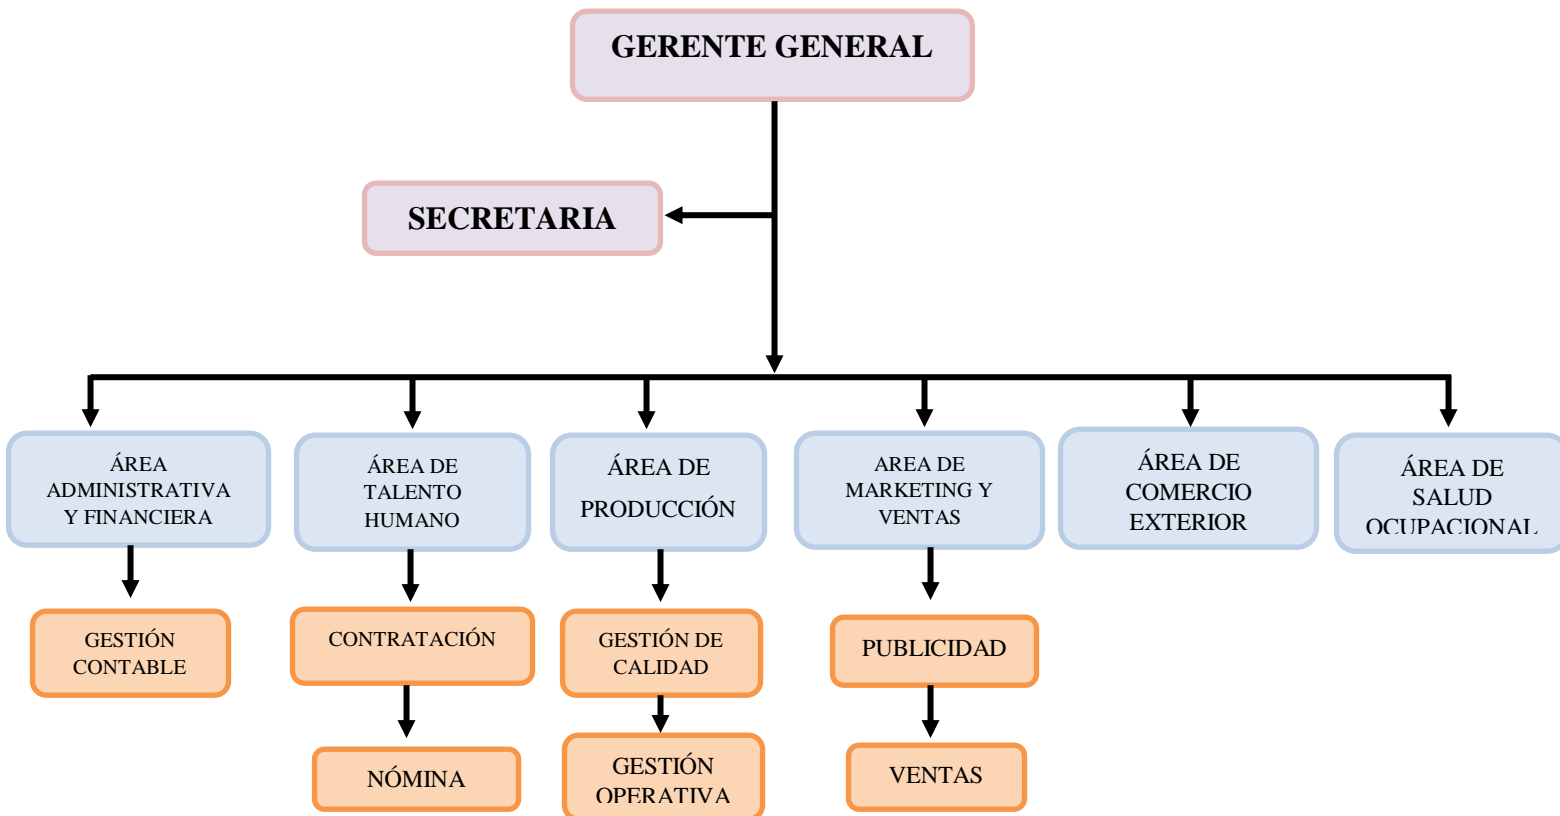 GERENTE GENERAL
SECRETARIA
ÁREA
ADMINISTRATIVA
Y FINANCIERA
ÁREA DE
TALENTO
HUMANO
ÁREA DE
PRODUCCIÓN
AREA DE
MARKETING Y
VENTAS
ÁREA DE
COMERCIO
EXTERIOR
ÁREA DE
SALUD
OCUPACIONAL
GESTIÓN
CONTABLE
CONTRATACIÓN
GESTIÓN DE
CALIDAD
PUBLICIDAD
NÓMINA
GESTIÓN
OPERATIVA
VENTAS